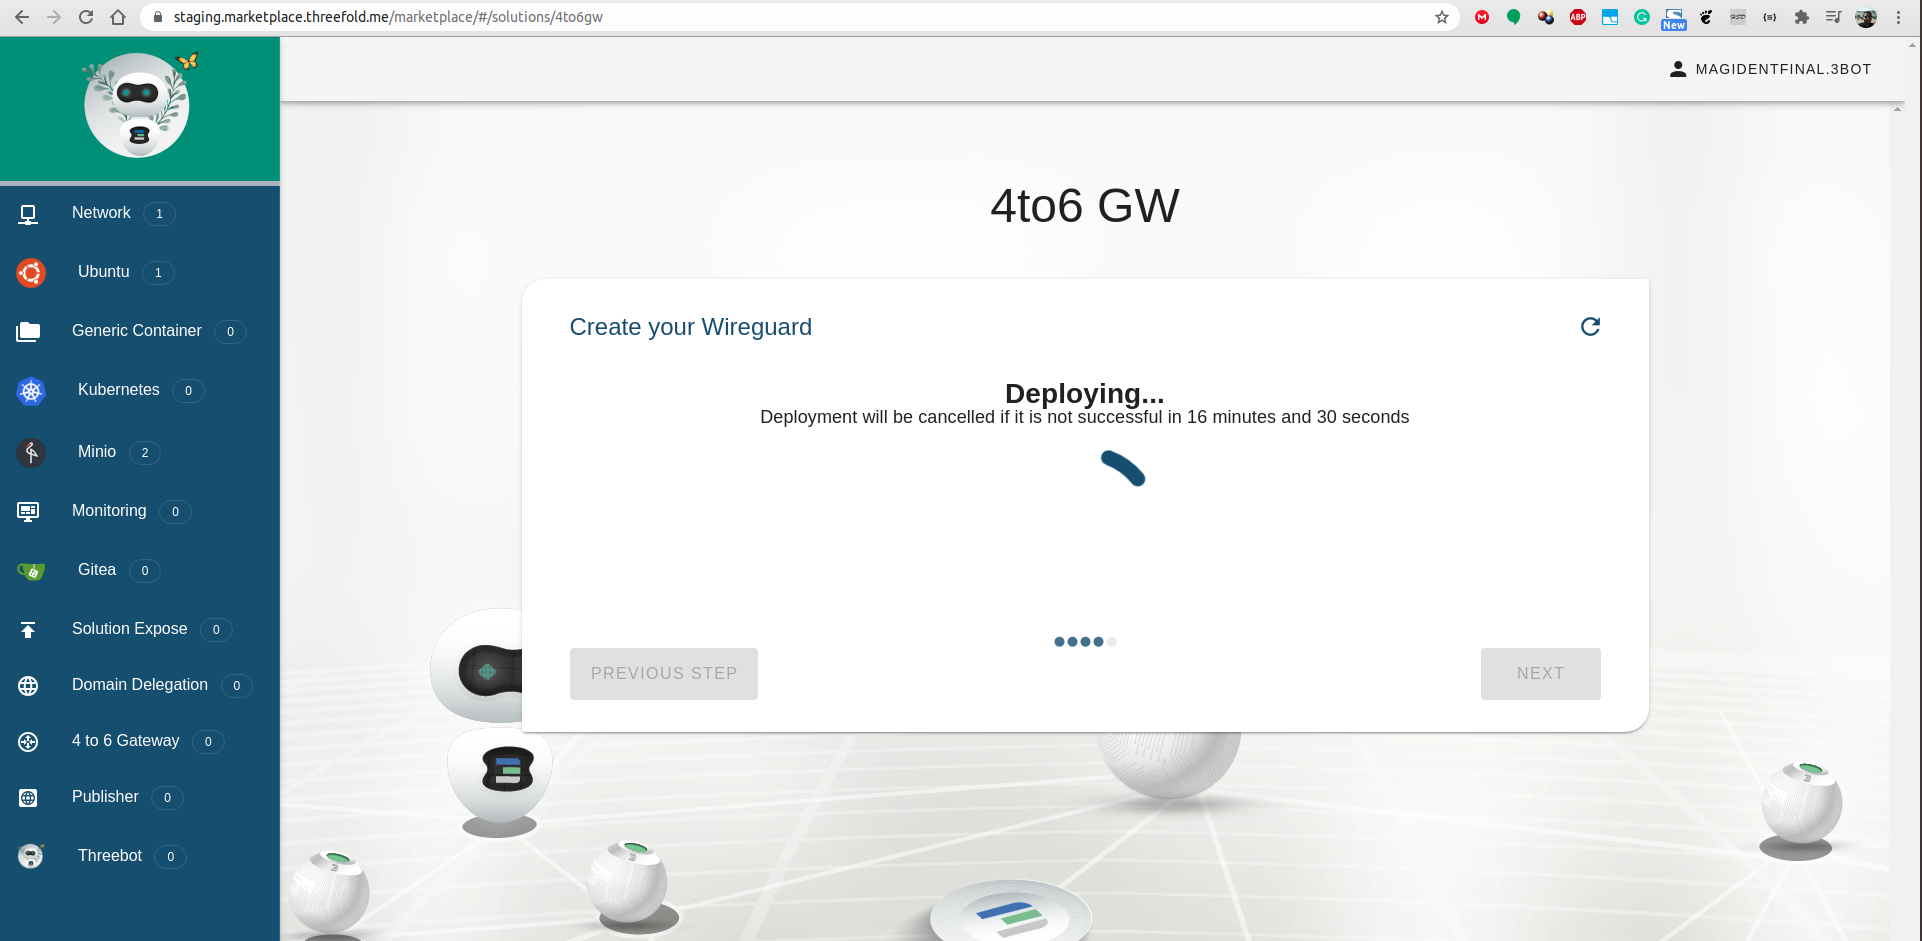 staging.marketplace.threefold.me/marketplace/#/solutions/4to6gw
ABP
New
MAGIDENTFINAL.3BOT
Network 1
Ubuntu 1
Generic Container 0
Kubernetes 0
Minio 2
Monitoring 0
Gitea 0
Solution Expose 0
Domain Delegation 0
4 to 6 Gateway 0
Publisher 0
Threebot 0
4to6 GW
Create your Wireguard
Deploying...
Deployment will be cancelled if it is not successful in 16 minutes and 30 seconds
PREVIOUS STEP
NEXT